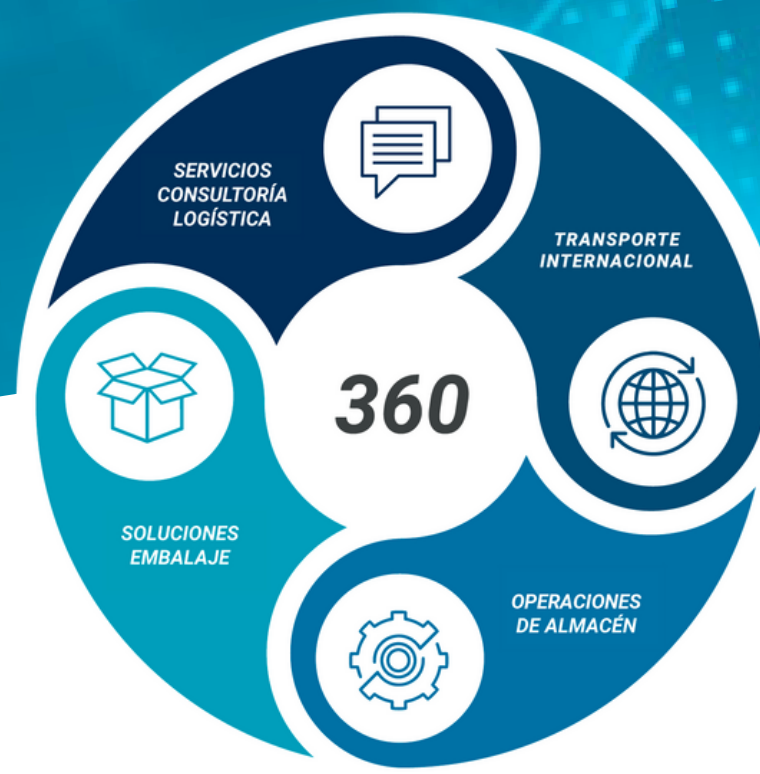 SERVICIOS
CONSULTORÍA
LOGÍSTICA
TRANSPORTE
INTERNACIONAL
360
SOLUCIONES
EMBALAJE
OPERACIONES
DE ALMACÉN